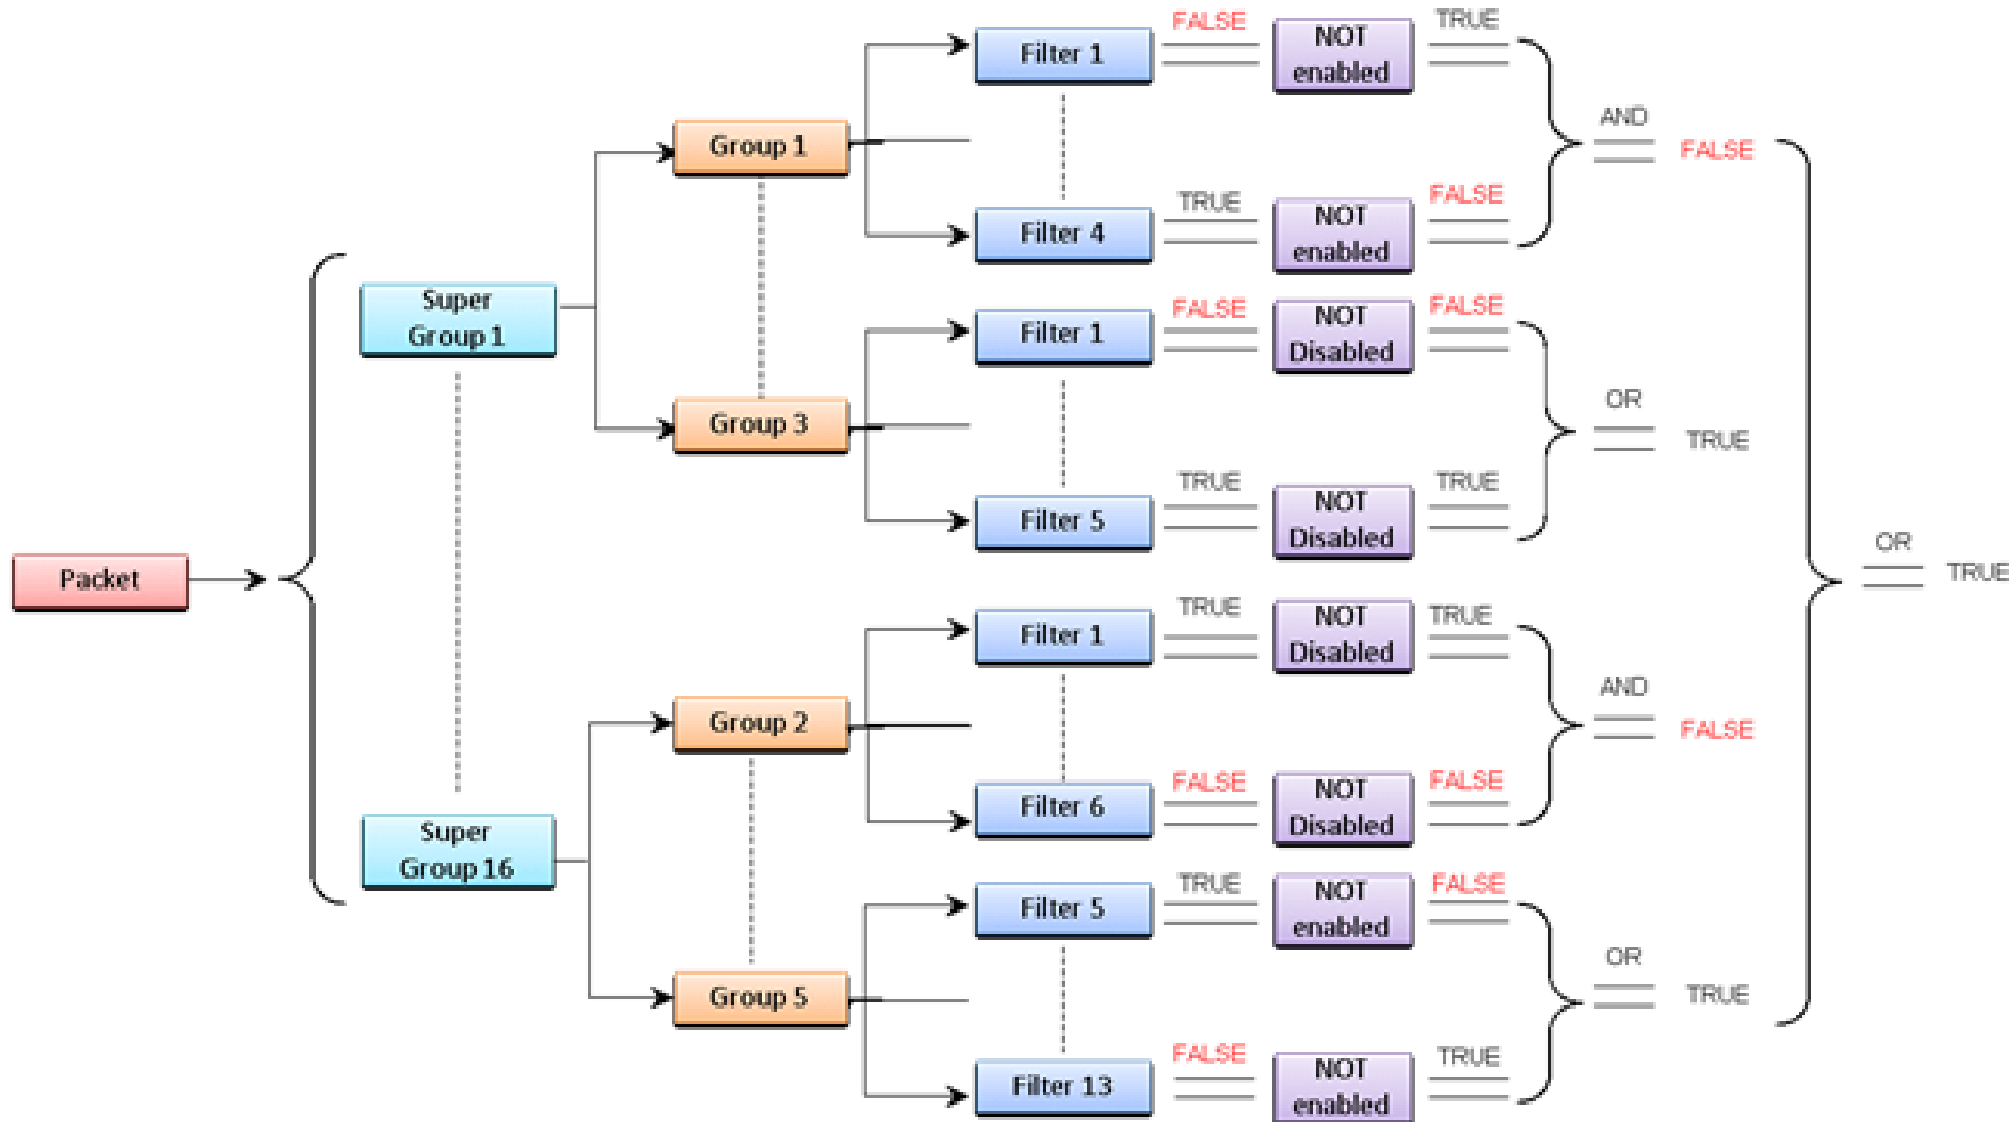 FALSE
TRUE
Filter 1
NOT
enabled
AND
Group 1
FALSE
TRUE
FALSE
Filter 4
NOT
enabled
Super
Group 1
FALSE
FALSE
Filter 1
NOT
Disabled
OR
Group 3
TRUE
TRUE
TRUE
Filter 5
NOT
Disabled
OR
Packet
TRUE
TRUE
TRUE
Filter 1
NOT
Disabled
AND
Group 2
FALSE
FALSE
FALSE
Filter 6
NOT
Disabled
Super
Group 16
TRUE
FALSE
Filter 5
NOT
enabled
OR
Group 5
TRUE
FALSE
TRUE
Filter 13
NOT
enabled